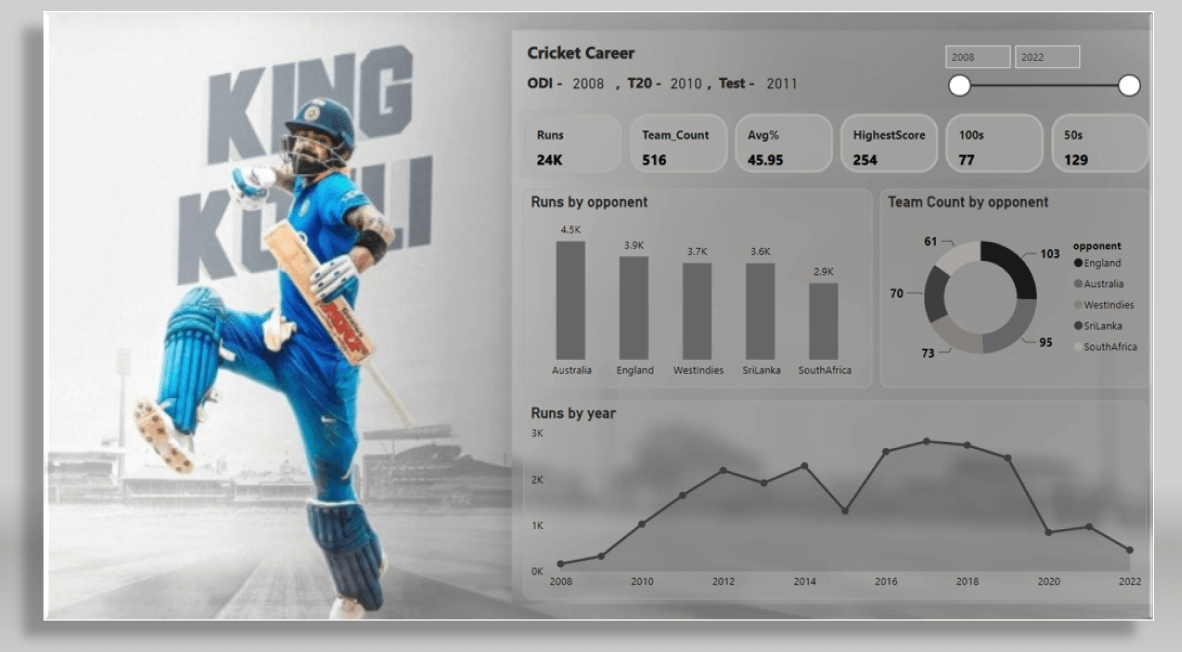 KING
KOHLI
Cricket Career
2008 2022
ODI - 2008 , T20 - 2010 , Test - 2011
Runs Team_Count Avg% HighestScore 100s 50s
24K 516 45.95 254 77 129
Runs by opponent
4.5K
3.9K
3.7K
3.6K
2.9K
Australia England WestIndies SriLanka SouthAfrica
Team Count by opponent
61
103
70
95
73
opponent
England
Australia
WestIndies
SriLanka
SouthAfrica
Runs by year
3K
2K
1K
0K
2008 2010 2012 2014 2016 2018 2020 2022